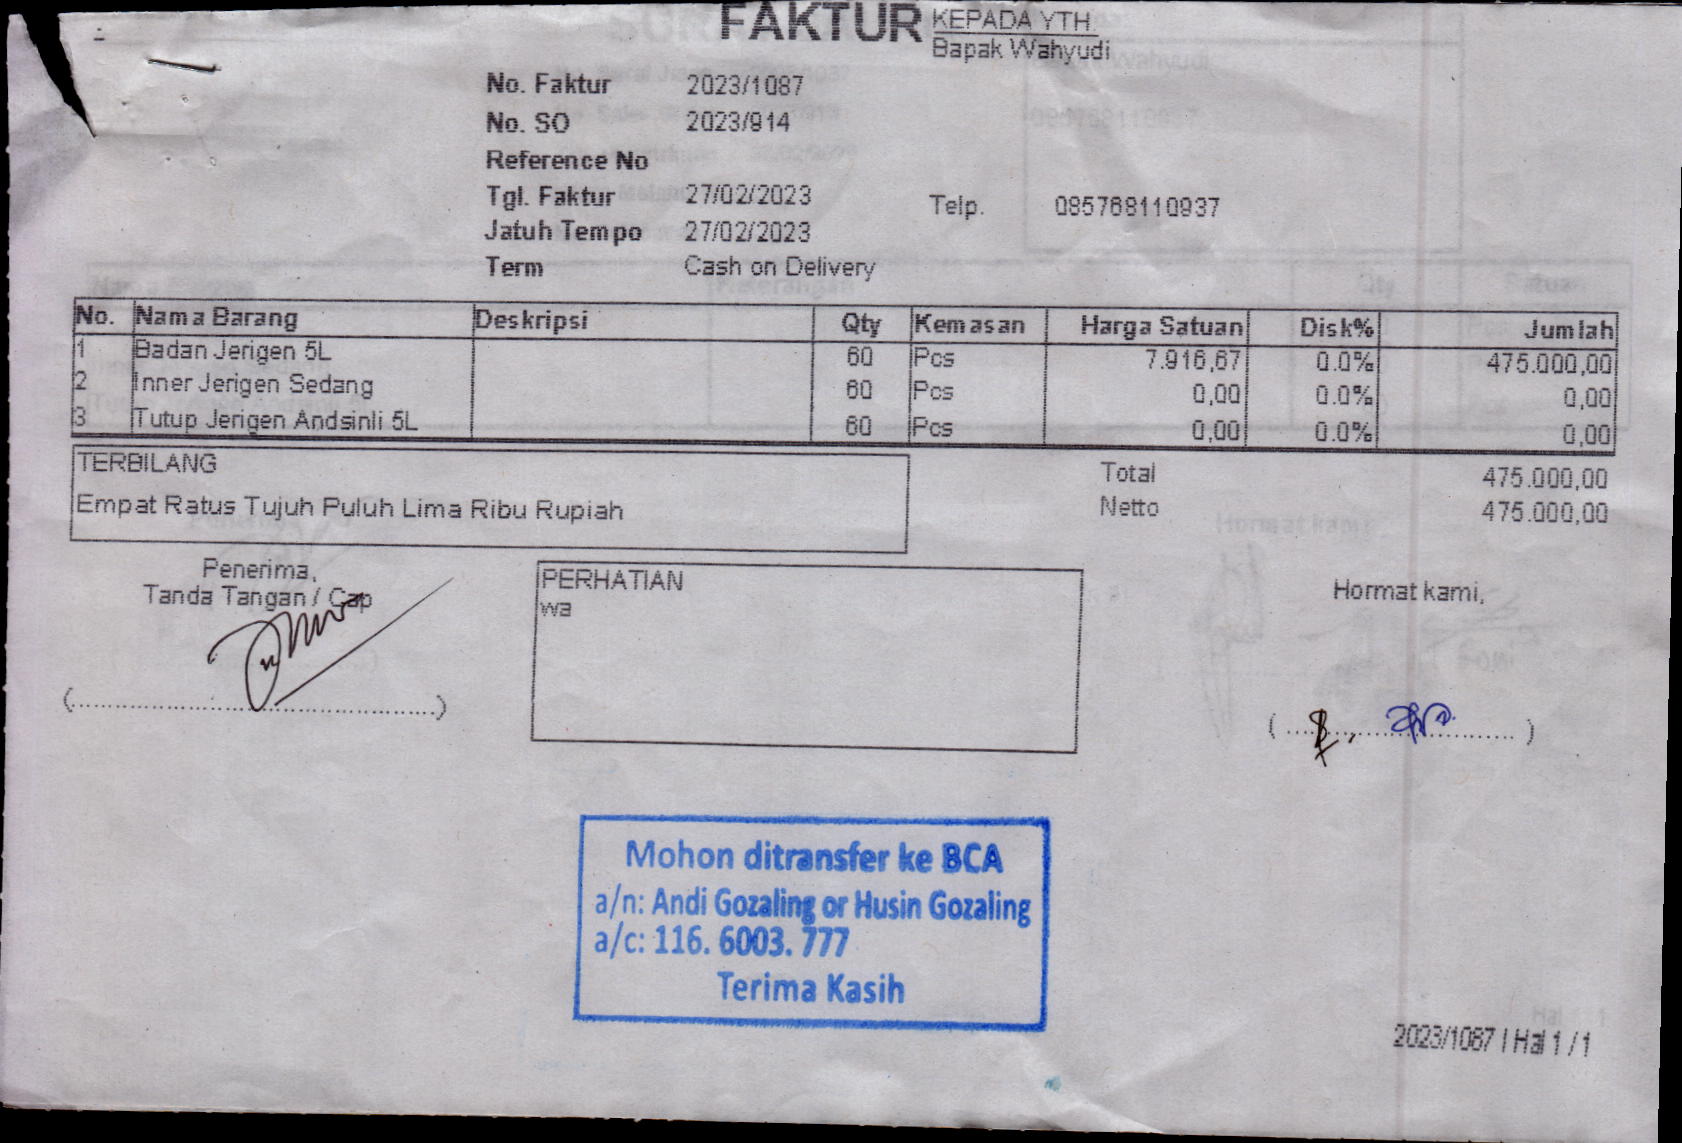 FAKTUR
KEPADA YTH.
Bapak Wahyudi
No. Faktur 2023/1087
No. SO 2023/914
Reference No
Tgl. Faktur 27/02/2023
Telp. 085768110937
Jatuh Tempo 27/02/2023
Term Cash on Delivery
No. Nama Barang Deskripsi Qty Kemasan Harga Satuan Disk% Jumlah
1 Badan Jerigen 5L 60 Pcs 7.916,67 0.0% 475.000,00
2 Inner Jerigen Sedang 60 Pcs 0,00 0.0% 0,00
3 Tutup Jerigen Andsinli 5L 60 Pcs 0,00 0.0% 0,00
TERBILANG
Empat Ratus Tujuh Puluh Lima Ribu Rupiah
Total 475.000,00
Netto 475.000,00
Penerima,
Tanda Tangan / Cap
(..................................................)
PERHATIAN
wa
Hormat kami,
Mohon ditransfer ke BCA
a/n: Andi Gozaling or Husin Gozaling
a/c: 116. 6003. 777
Terima Kasih
2023/1087 | Hal 1 / 1